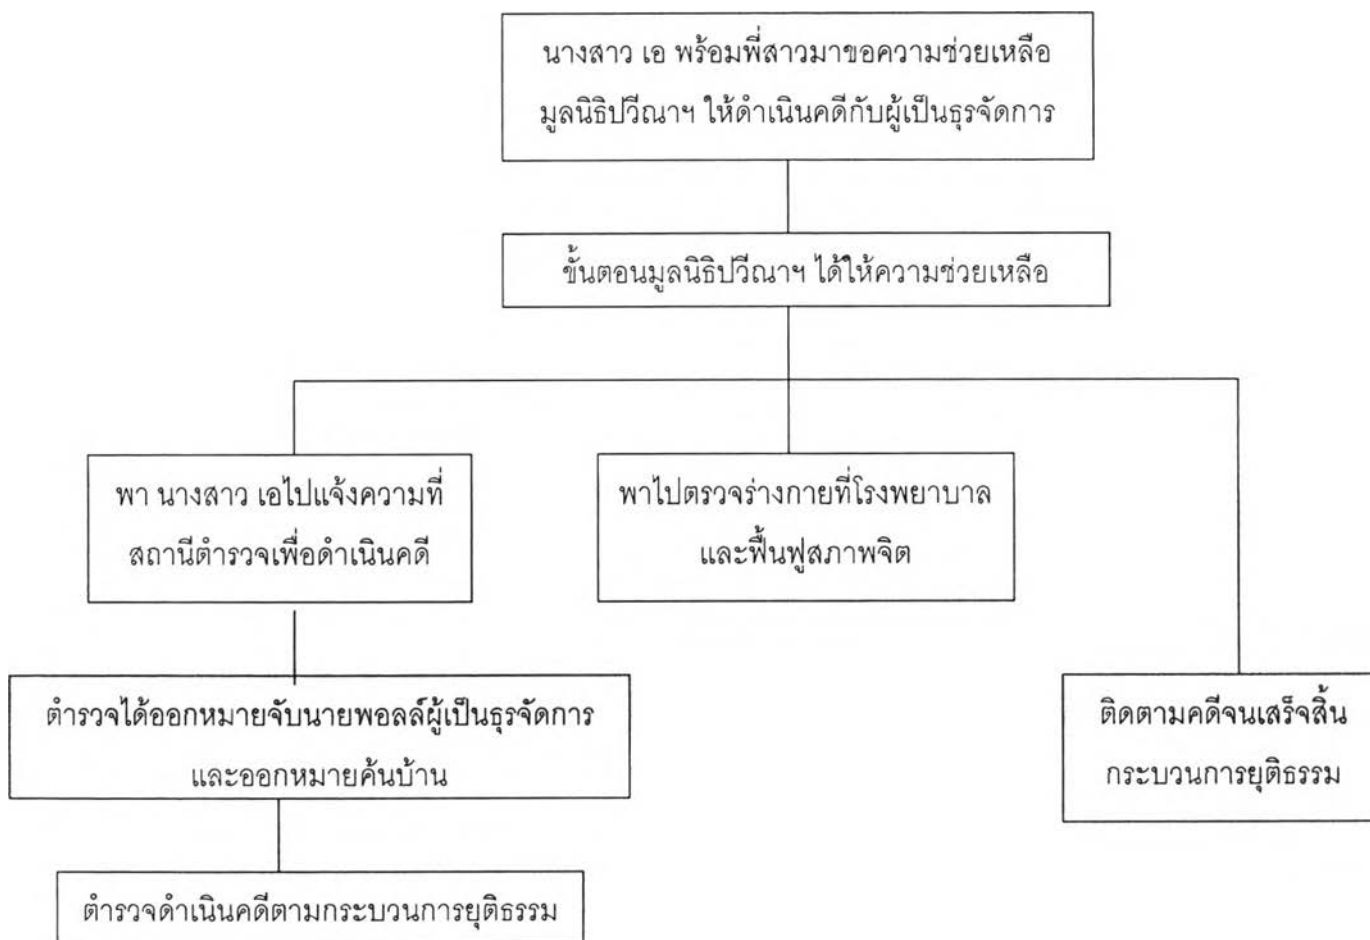 นางสาว เอ พร้อมพี่สาวมาขอความช่วยเหลือ
มูลนิธิปวีณาฯ ให้ดำเนินคดีกับผู้เป็นธุรจัดการ
ขั้นตอนมูลนิธิปวีณาฯ ได้ให้ความช่วยเหลือ
พา นางสาว เอไปแจ้งความที่
สถานีตำรวจเพื่อดำเนินคดี
พาไปตรวจร่างกายที่โรงพยาบาล
และฟื้นฟูสภาพจิต
ตำรวจได้ออกหมายจับนายพอลล์ผู้เป็นธุรจัดการ
และออกหมายค้นบ้าน
ติดตามคดีจนเสร็จสิ้น
กระบวนการยุติธรรม
ตำรวจดำเนินคดีตามกระบวนการยุติธรรม